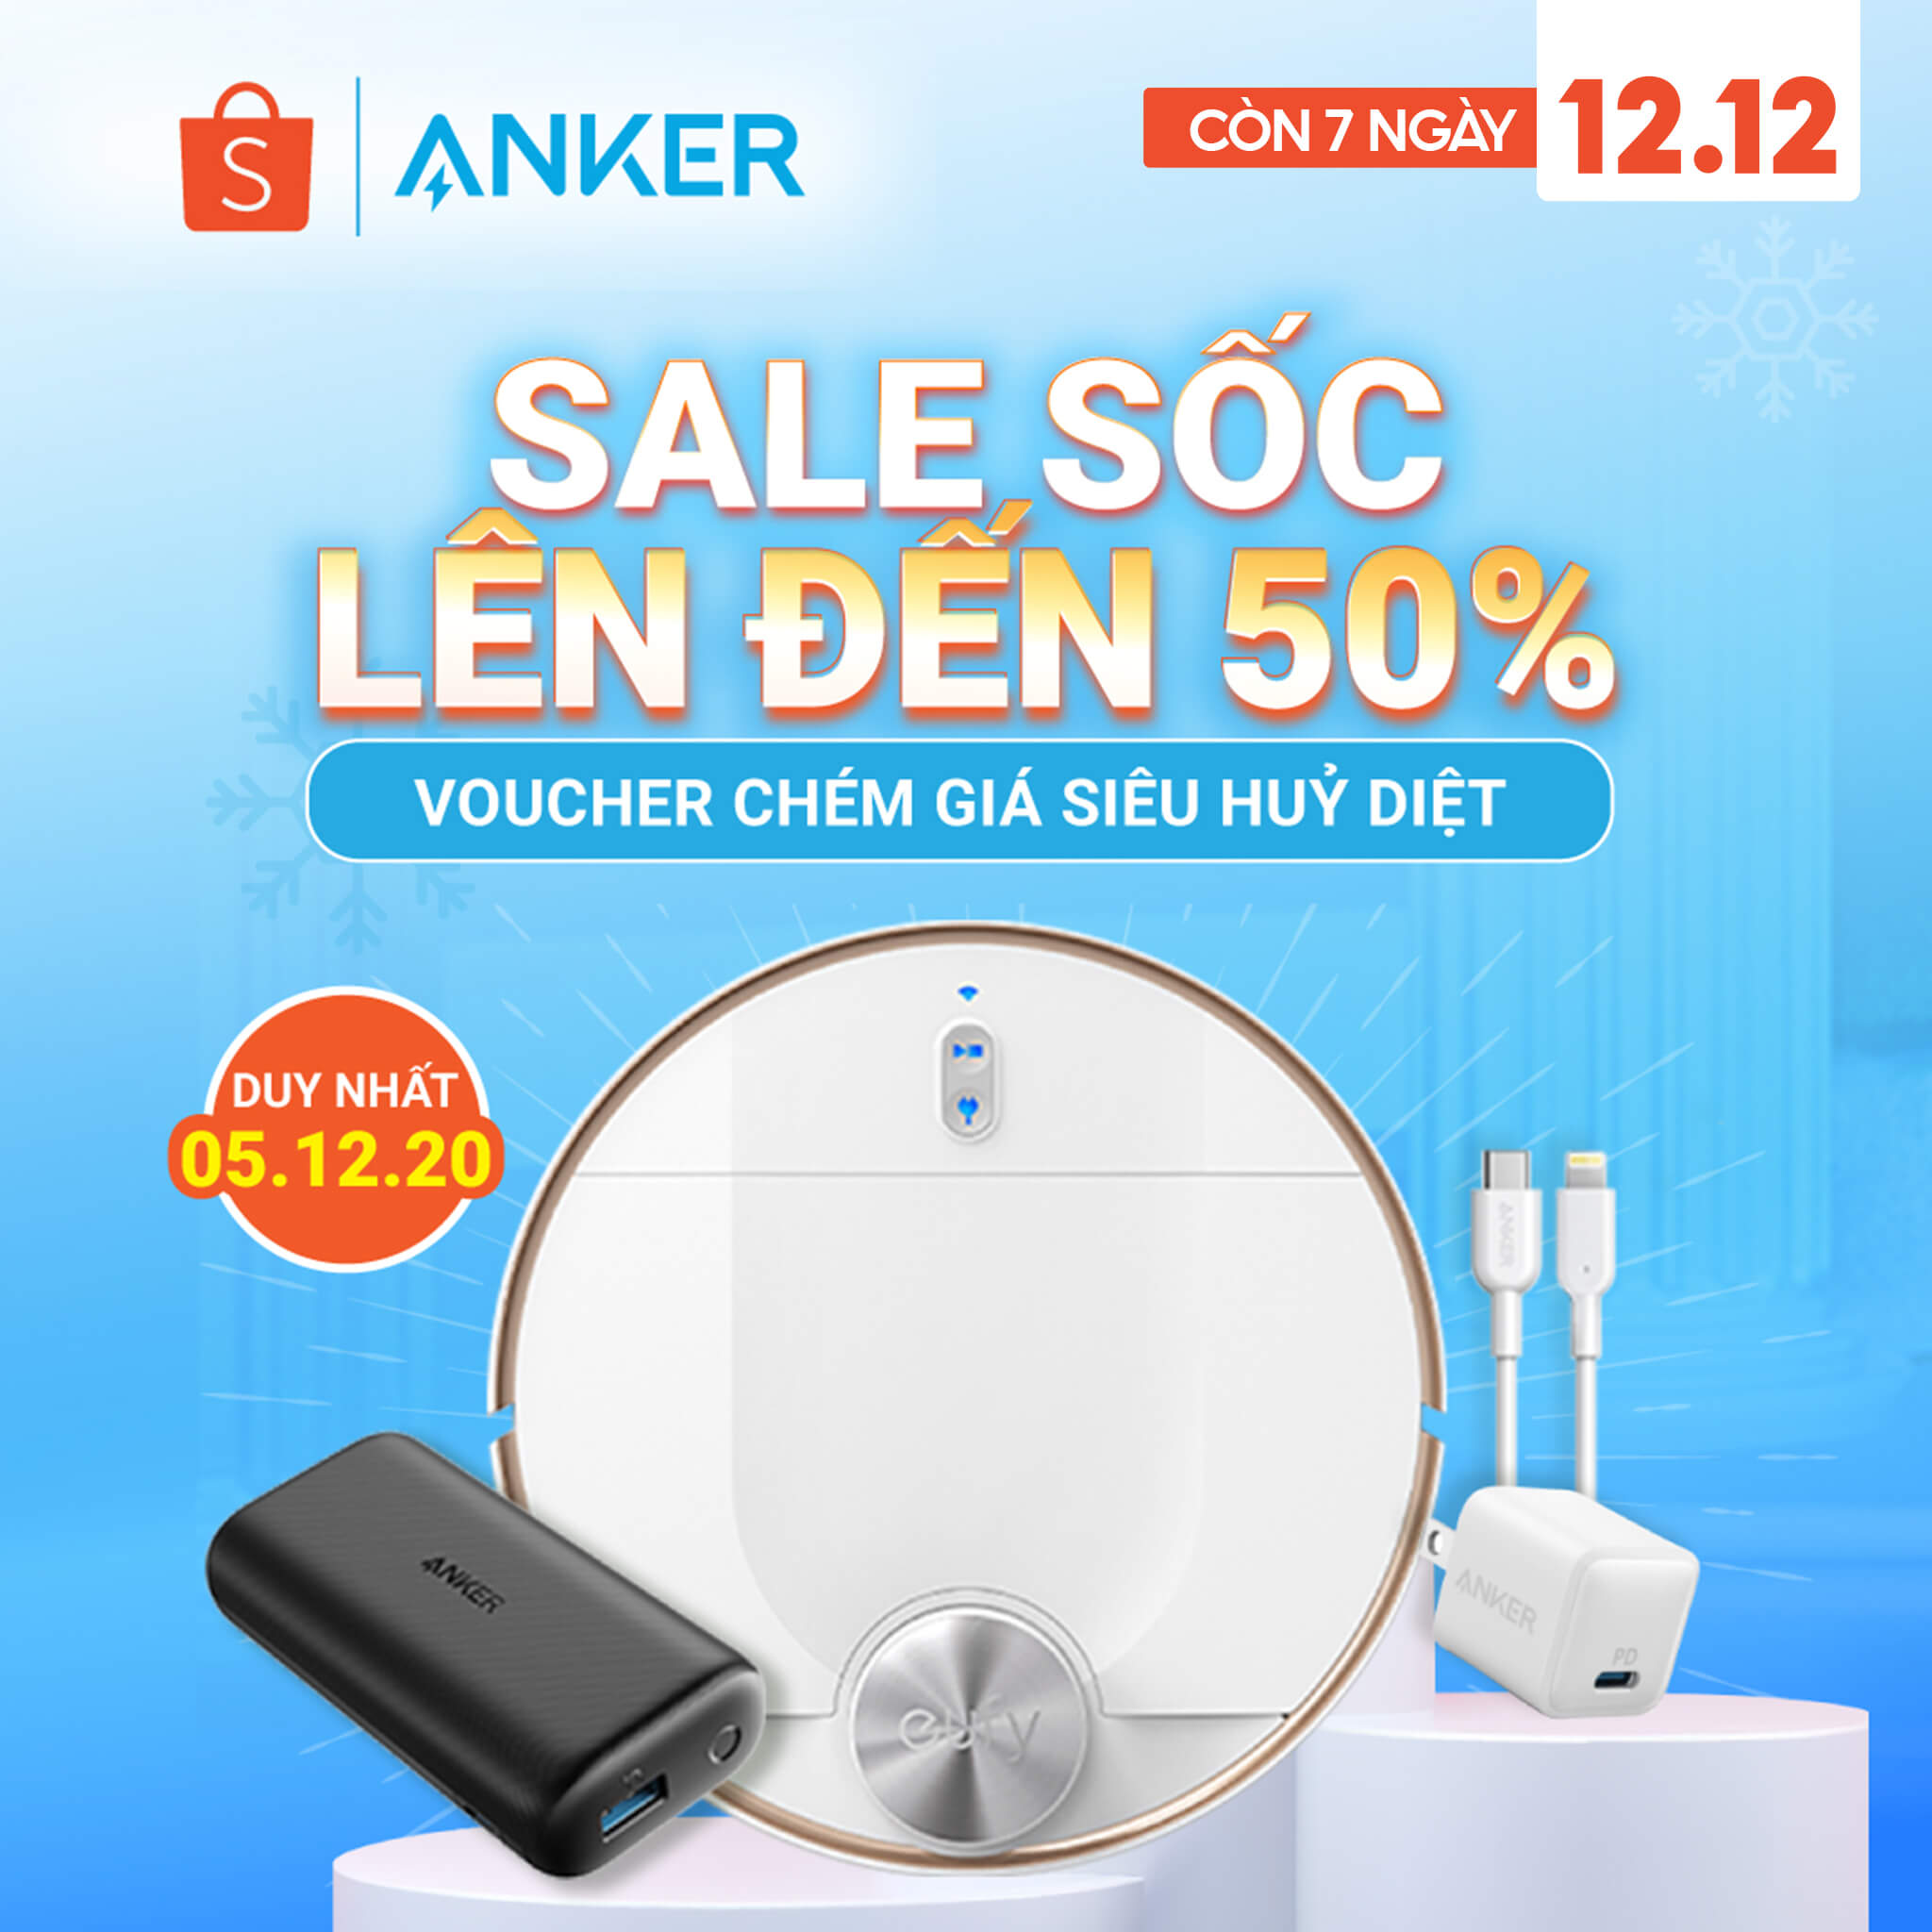 S
ANKER
CÒN 7 NGÀY
12.12
SALE SỐC
LÊN ĐẾN 50%
VOUCHER CHÉM GIÁ SIÊU HUỶ DIỆT
DUY NHẤT
05.12.20
ANKER
ANKER
ANKER
PD
eufy